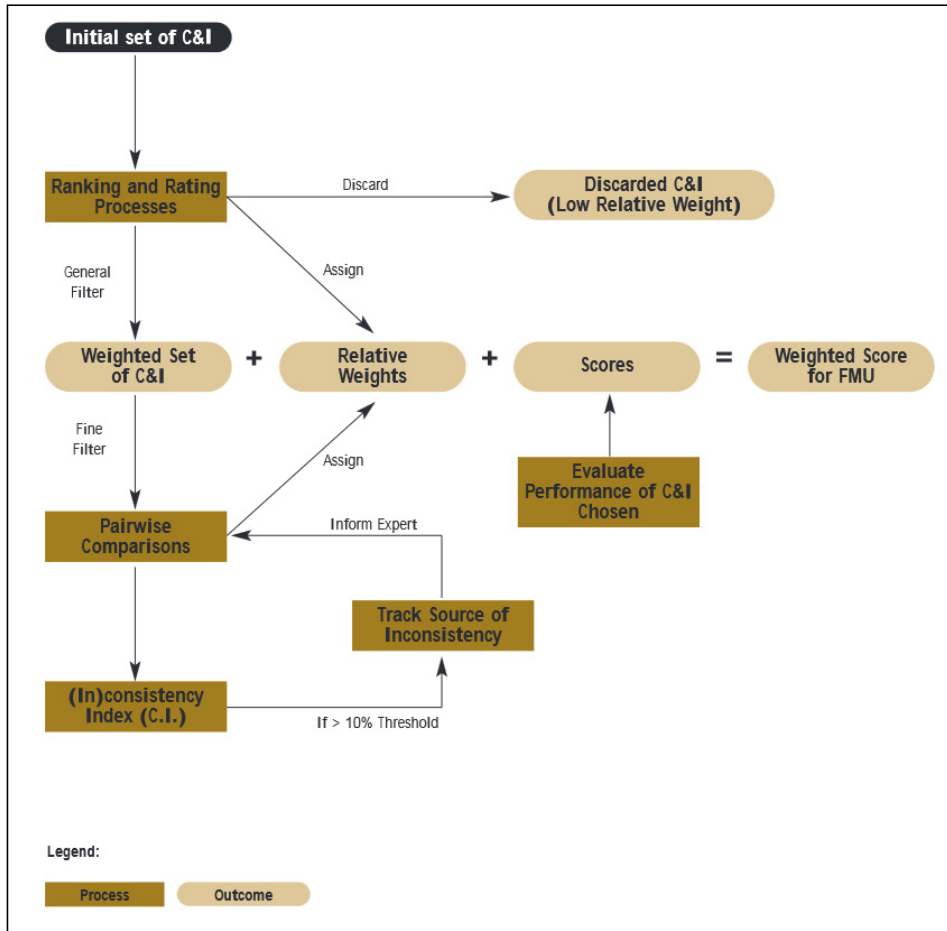 Initial set of C&I
Ranking and Rating
Processes
Discard
Discarded C&I
(Low Relative Weight)
General
Filter
Assign
Weighted Set
of C&I
+
Relative
Weights
+
Scores
=
Weighted Score
for FMU
Fine
Filter
Assign
Evaluate
Performance of C&I
Chosen
Pairwise
Comparisons
Inform Expert
Track Source of
Inconsistency
(In)consistency
Index (C.I.)
If > 10% Threshold
Legend:
Process
Outcome